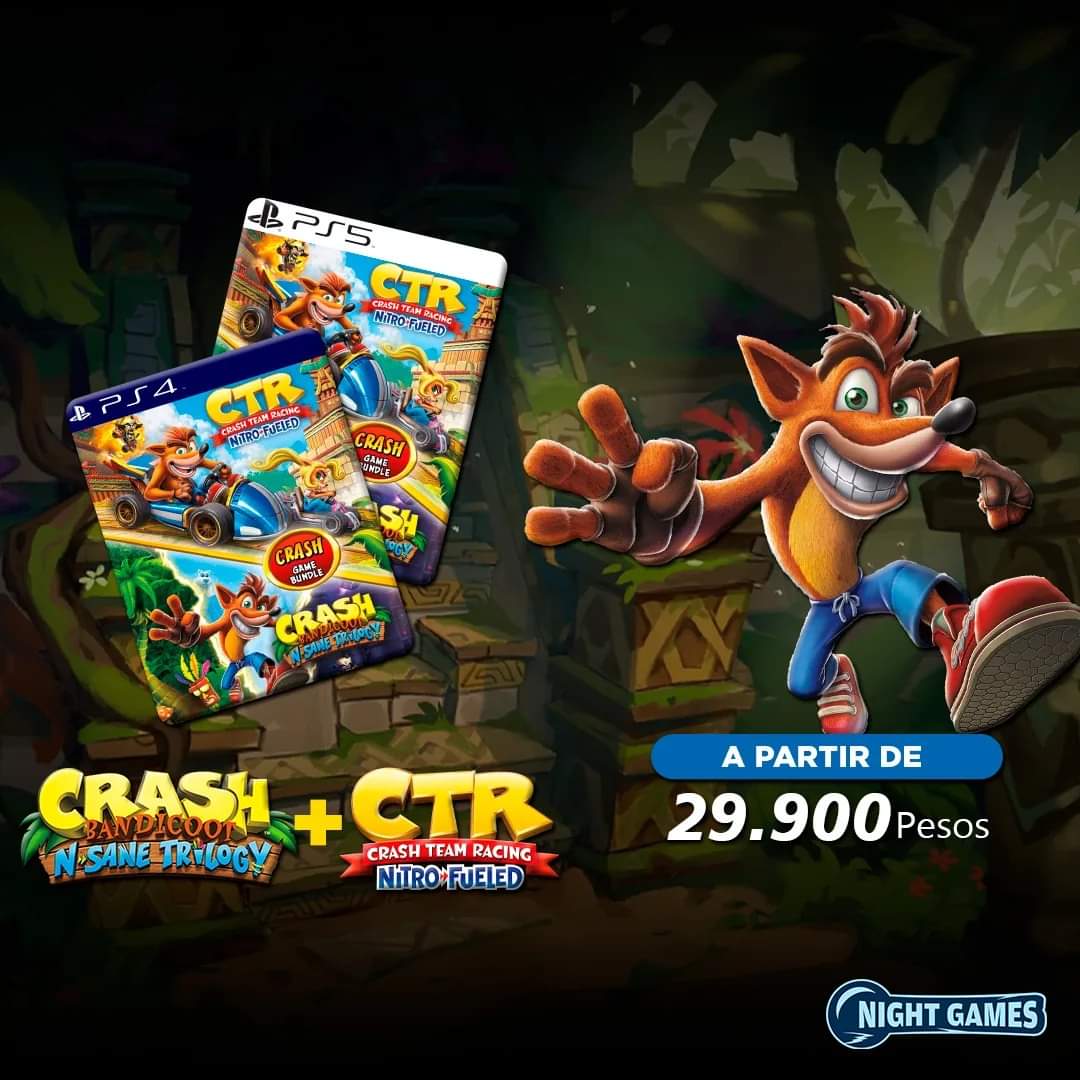 PS5
CTR
CRASH TEAM RACING
NITRO-FUELED
CRASH
GAME
BUNDLE
PS4
CTR
CRASH TEAM RACING
NITRO-FUELED
CRASH
GAME
BUNDLE
CRASH
BANDICOOT
N.SANE TRILOGY
CRASH
BANDICOOT
N.SANE TRILOGY
+
CTR
CRASH TEAM RACING
NITRO-FUELED
A PARTIR DE
29.900 Pesos
NIGHT GAMES